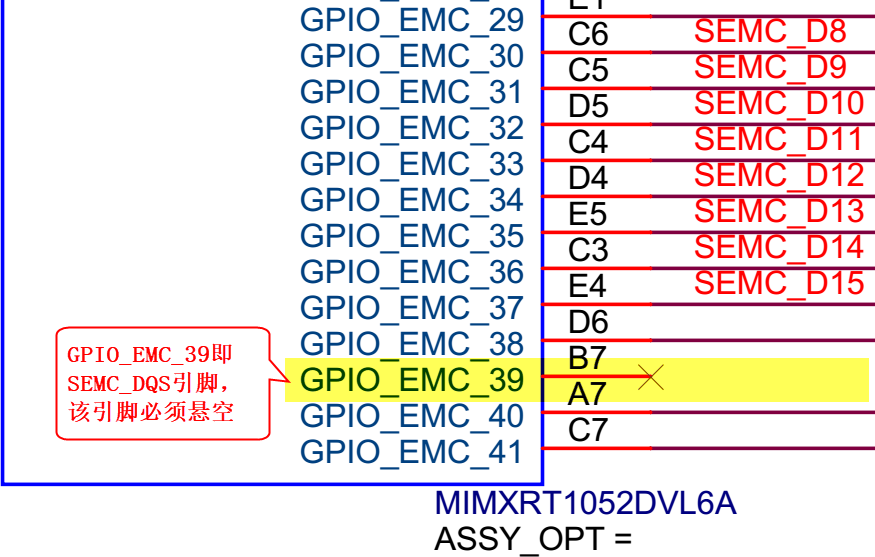 E1
GPIO_EMC_29
C6
SEMC_D8
GPIO_EMC_30
C5
SEMC_D9
GPIO_EMC_31
D5
SEMC_D10
GPIO_EMC_32
C4
SEMC_D11
GPIO_EMC_33
D4
SEMC_D12
GPIO_EMC_34
E5
SEMC_D13
GPIO_EMC_35
C3
SEMC_D14
GPIO_EMC_36
E4
SEMC_D15
GPIO_EMC_37
D6
GPIO_EMC_38
B7
GPIO_EMC_39
A7
GPIO_EMC_40
C7
GPIO_EMC_41
GPIO_EMC_39即
SEMC_DQS引脚，
该引脚必须悬空
MIMXRT1052DVL6A
ASSY_OPT =